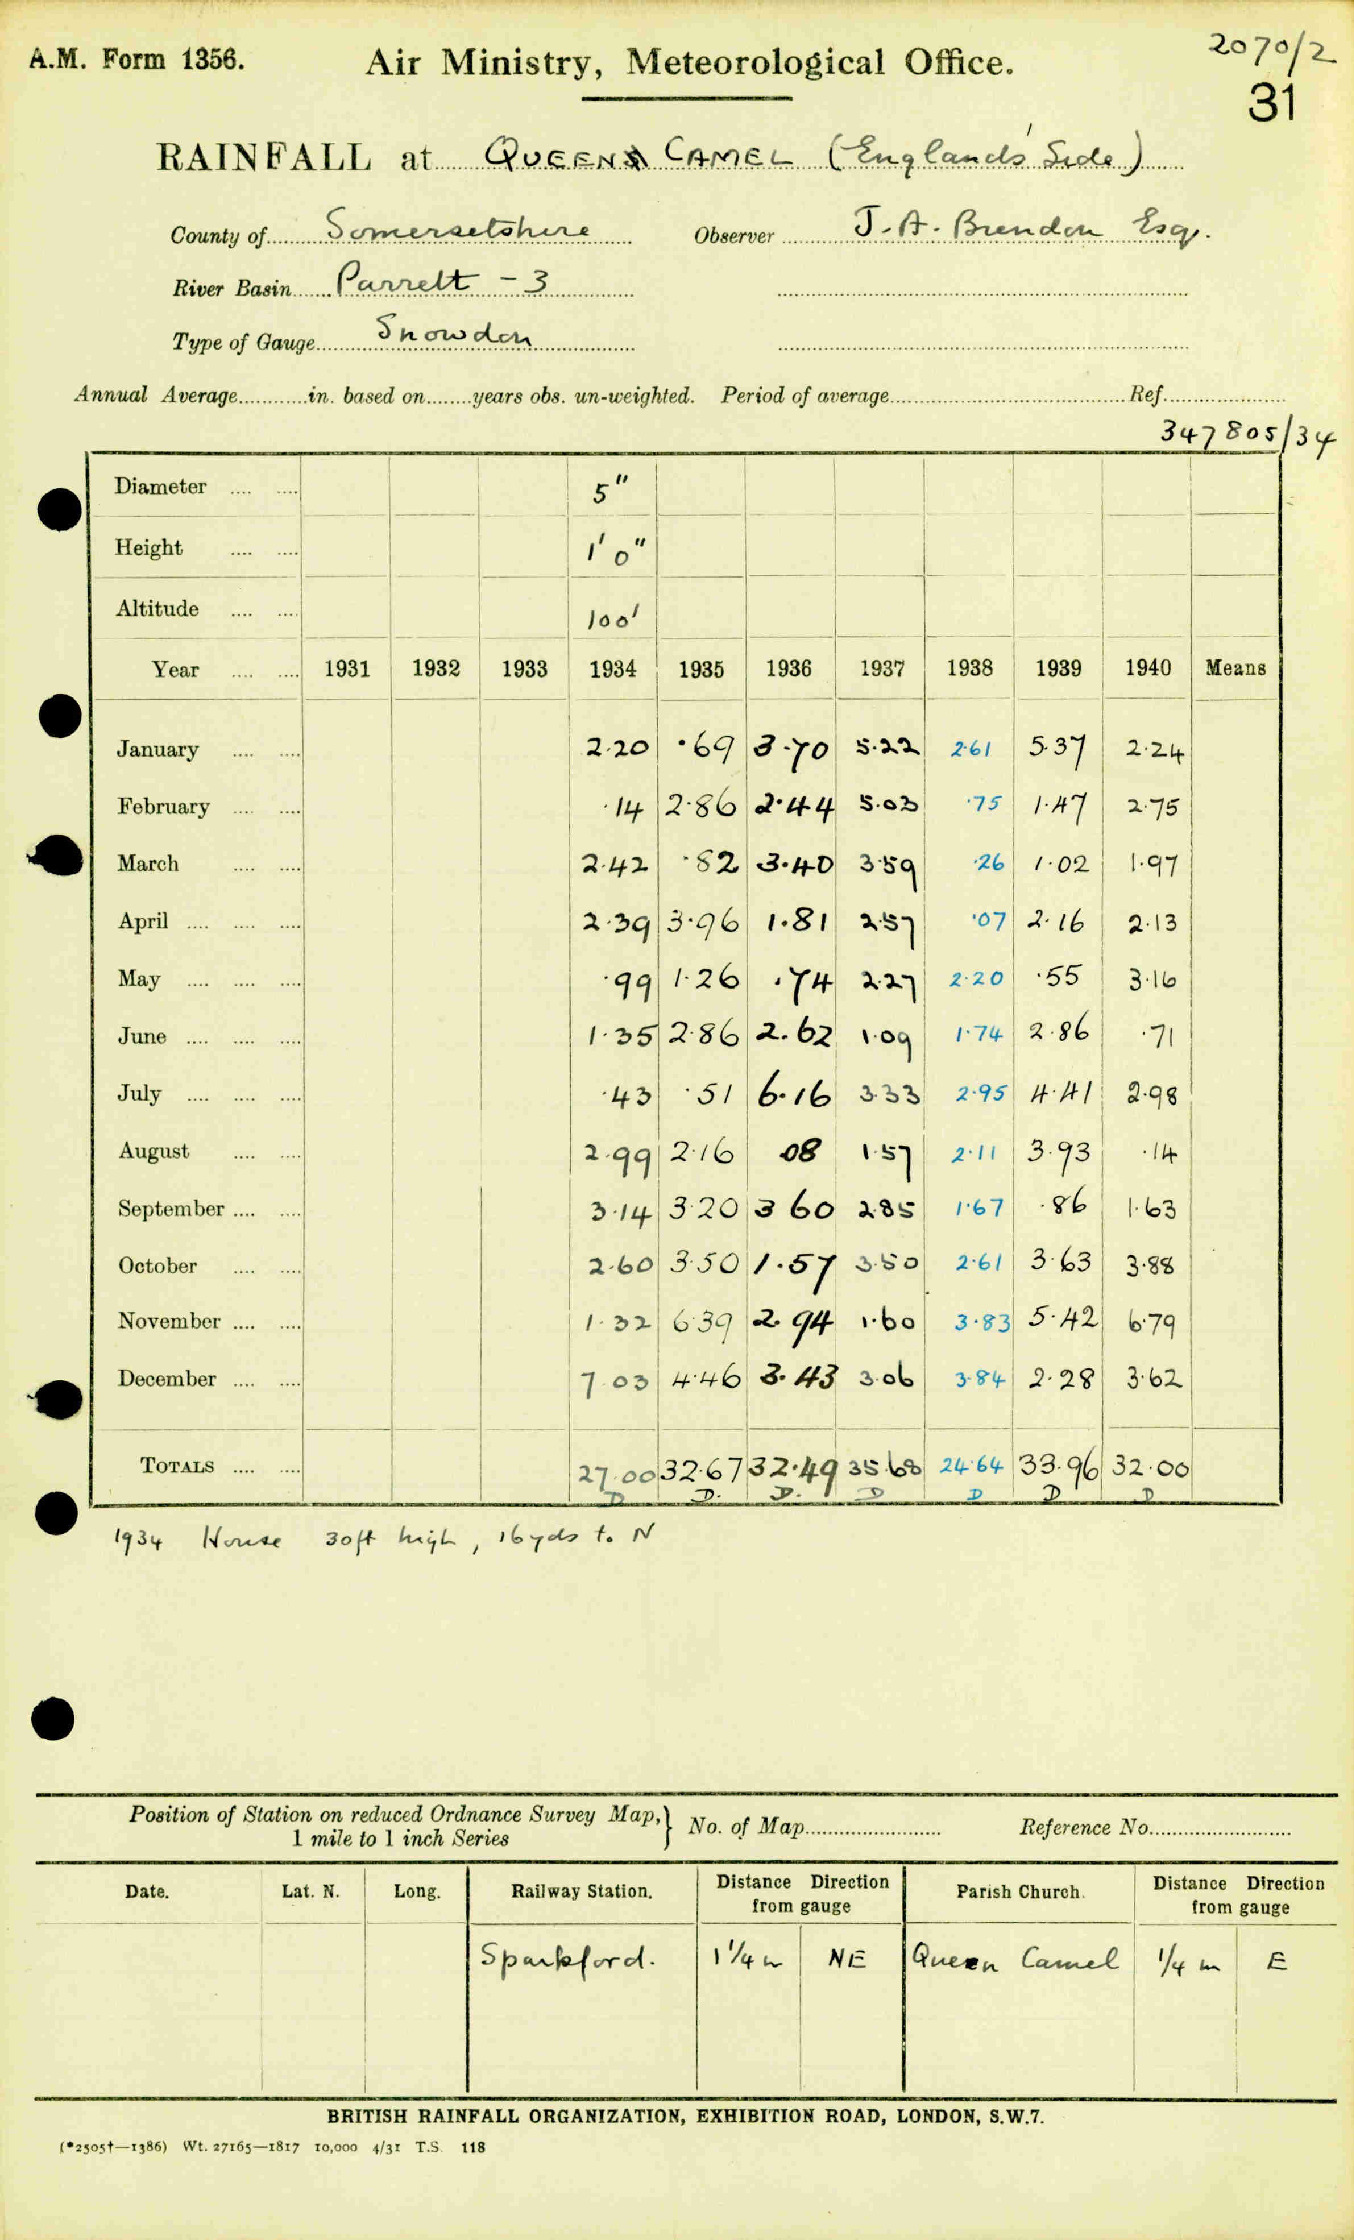 A.M. Form 1356. Air Ministry, Meteorological Office. 2070/2
31
RAINFALL at QUEEN CAMEL (England's Side)
County of Somersetshire Observer J. A. Brendon Esq.
River Basin Parrett - 3
Type of Gauge Snowdon
Annual Average in. based on years obs. un-weighted. Period of average Ref.
347805/34
Diameter 5"
Height 1' 0"
Altitude 100'
Year 1931 1932 1933 1934 1935 1936 1937 1938 1939 1940 Means
January 2.20 .69 3.70 5.22 2.61 5.37 2.24
February .14 2.86 2.44 5.03 .75 1.47 2.75
March 2.42 .82 3.40 3.59 .26 1.02 1.97
April 2.39 3.96 1.81 2.57 .07 2.16 2.13
May .99 1.26 .74 2.27 2.20 .55 3.16
June 1.35 2.86 2.62 1.09 1.74 2.86 .71
July .43 .51 6.16 3.33 2.95 4.41 2.98
August 2.99 2.16 .08 1.57 2.11 3.93 .14
September 3.14 3.20 3 60 2.85 1.67 .86 1.63
October 2.60 3.50 1.57 3.50 2.61 3.63 3.88
November 1.32 6.39 2.94 1.60 3.83 5.42 6.79
December 7.03 4.46 3.43 3.06 3.84 2.28 3.62
TOTALS 27.00 32.67 32.49 35.68 24.64 33.96 32.00
D D. D. D D D D
1934 House 30ft high, 16yds to N
Position of Station on reduced Ordnance Survey Map, } No. of Map Reference No.
1 mile to 1 inch Series
Date. Lat. N. Long. Railway Station. Distance Direction from gauge Parish Church. Distance Direction from gauge
Sparkford. 1 1/4 m NE Queen Camel 1/4 m E
BRITISH RAINFALL ORGANIZATION, EXHIBITION ROAD, LONDON, S.W.7.
(*2505†—1386) Wt. 27165—1817 10,000 4/31 T.S. 118